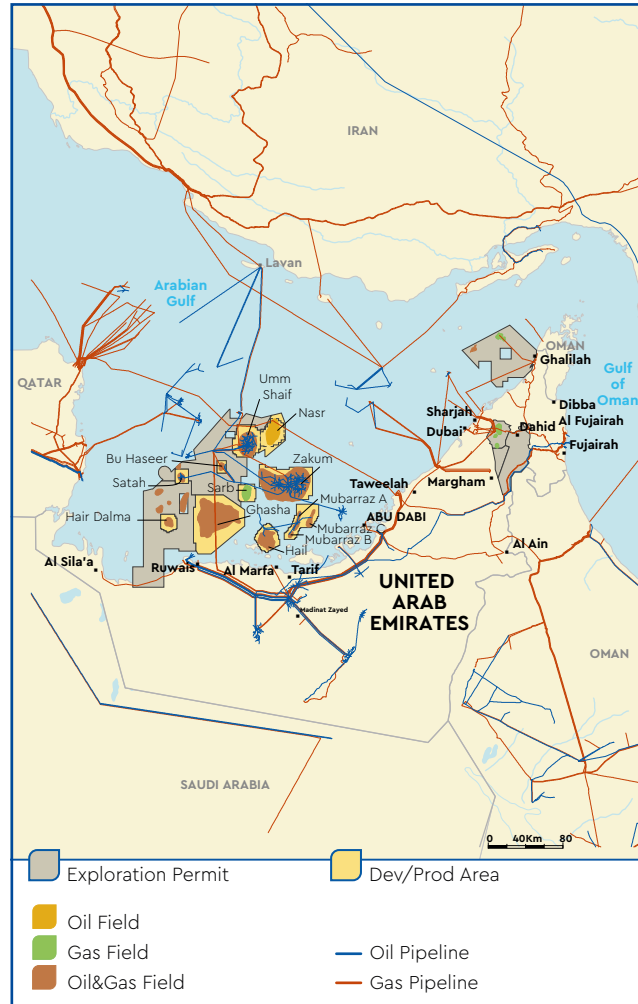 IRAN
Lavan
Arabian
Gulf
OMAN
Ghalilah
Gulf
of
Oman
QATAR
Umm
Shaif
Nasr
Dibba
Sharjah
Al Fujairah
Dubai
Dahid
Fujairah
Bu Haseer
Zakum
Satah
Sarb
Margham
Taweelah
Mubarraz A
Ghasha
Hair Dalma
ABU DABI
Mubarraz C
Mubarraz B
Hail
Al Ain
Al Sila'a
Ruwais
Al Marfa
Tarif
UNITED
ARAB
EMIRATES
Madinat Zayed
OMAN
SAUDI ARABIA
0 40Km 80
Exploration Permit
Dev/Prod Area
Oil Field
Gas Field
Oil Pipeline
Oil&Gas Field
Gas Pipeline